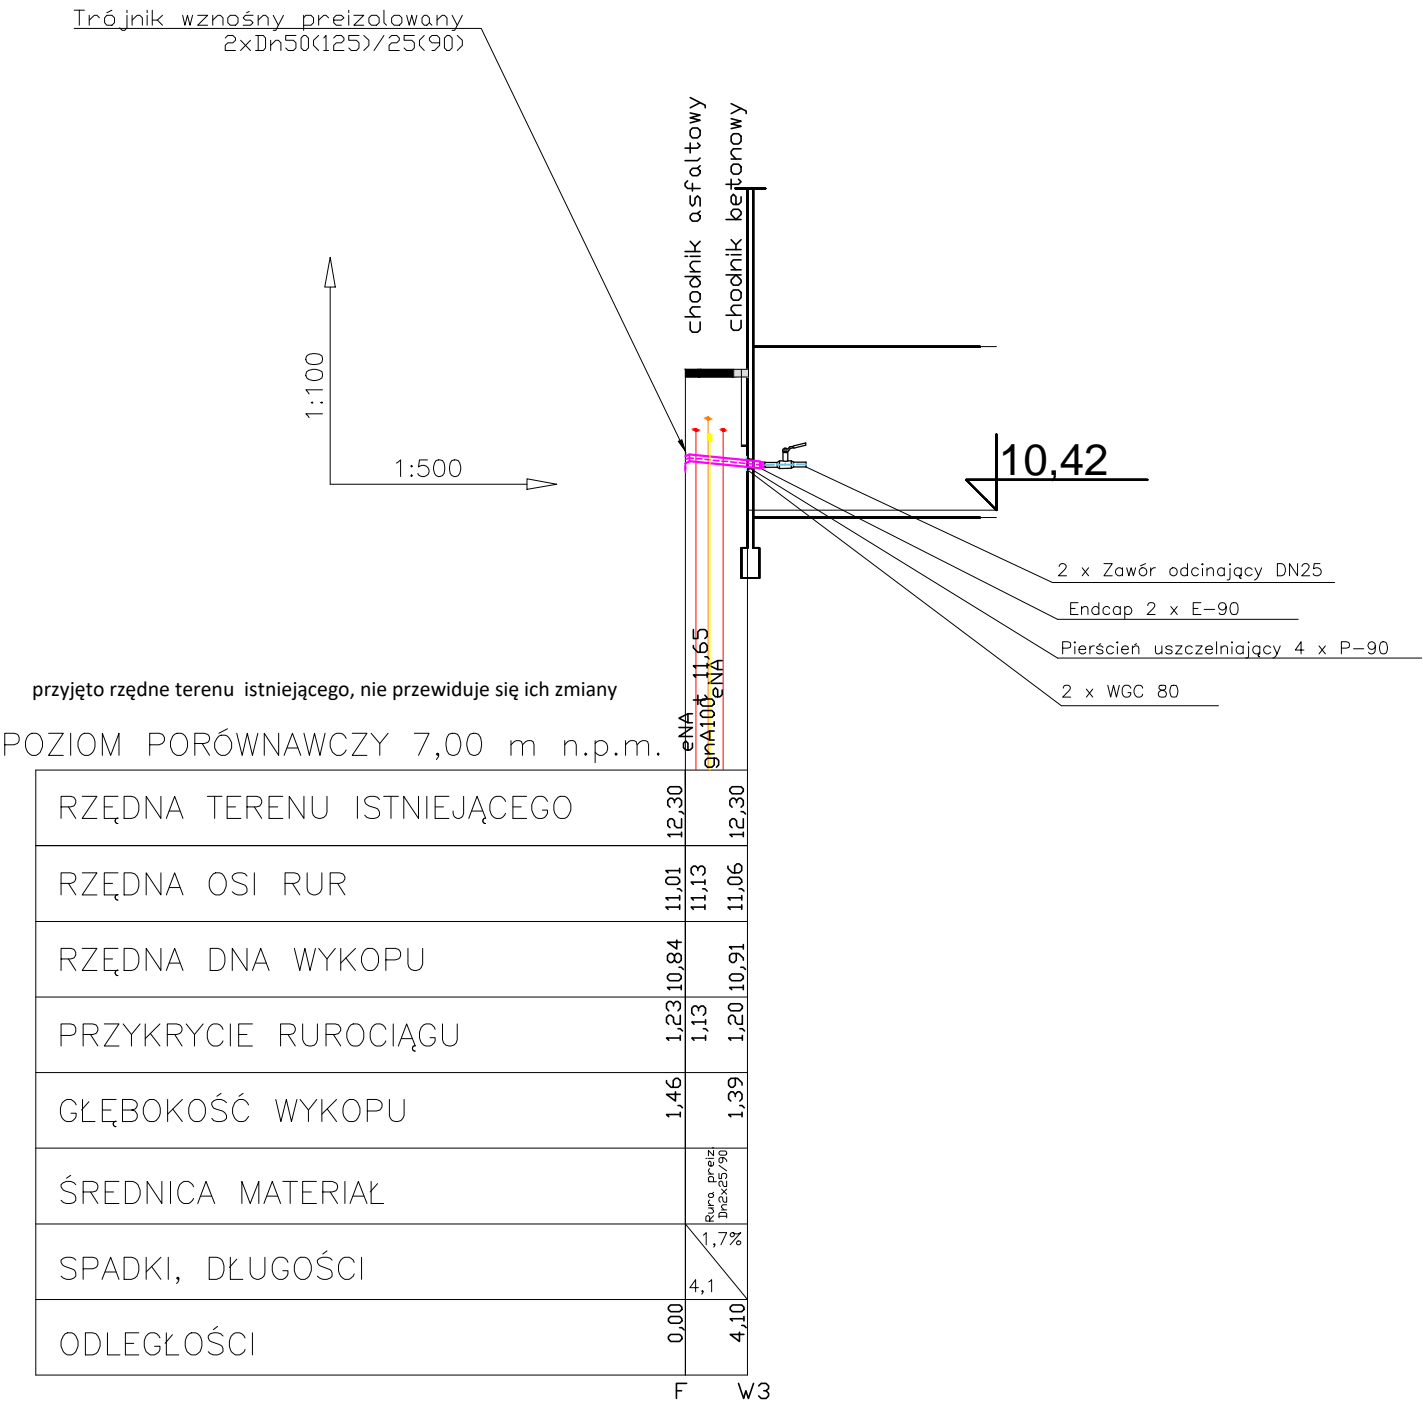 Trójnik wznośny preizolowany
2xDn50(125)/25(90)
chodnik asfaltowy
chodnik betonowy
1:100
1:500
10,42
2 x Zawór odcinający DN25
Endcap 2 x E-90
Pierścień uszczelniający 4 x P-90
2 x WGC 80
eNA
gnA100 ‡ 11,65
eNA
przyjęto rzędne terenu istniejącego, nie przewiduje się ich zmiany
POZIOM PORÓWNAWCZY 7,00 m n.p.m.
RZĘDNA TERENU ISTNIEJĄCEGO 12,30 12,30
RZĘDNA OSI RUR 11,01 11,13 11,06
RZĘDNA DNA WYKOPU 10,84 10,91
PRZYKRYCIE RUROCIĄGU 1,23 1,13 1,20
GŁĘBOKOŚĆ WYKOPU 1,46 1,39
ŚREDNICA MATERIAŁ
Rura preiz.
Dn2x25/90
SPADKI, DŁUGOŚCI 1,7%
4,1
ODLEGŁOŚCI 0,00 4,10
F W3